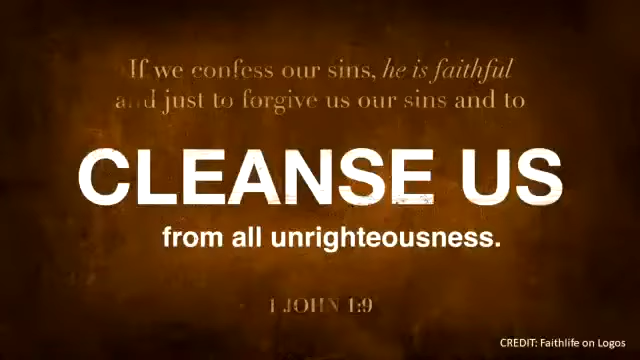 If we confess our sins, he is faithful
and just to forgive us our sins and to
CLEANSE US
from all unrighteousness.
1 JOHN 1:9
CREDIT: Faithlife on Logos